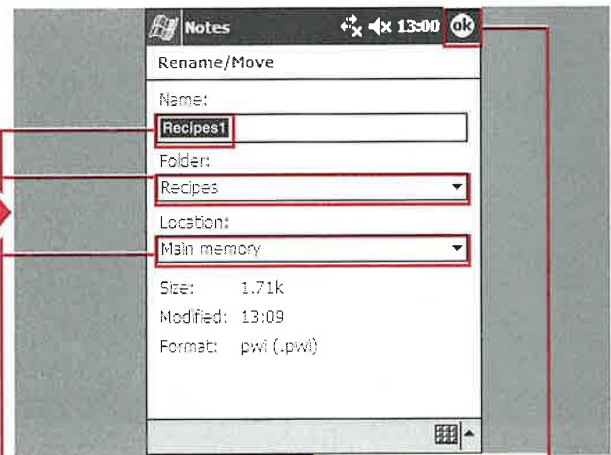 Notes 13:00 ok
Rename/Move
Name:
Recipes1
Folder:
Recipes
Location:
Main memory
Size: 1.71k
Modified: 13:09
Format: pwi (.pwi)